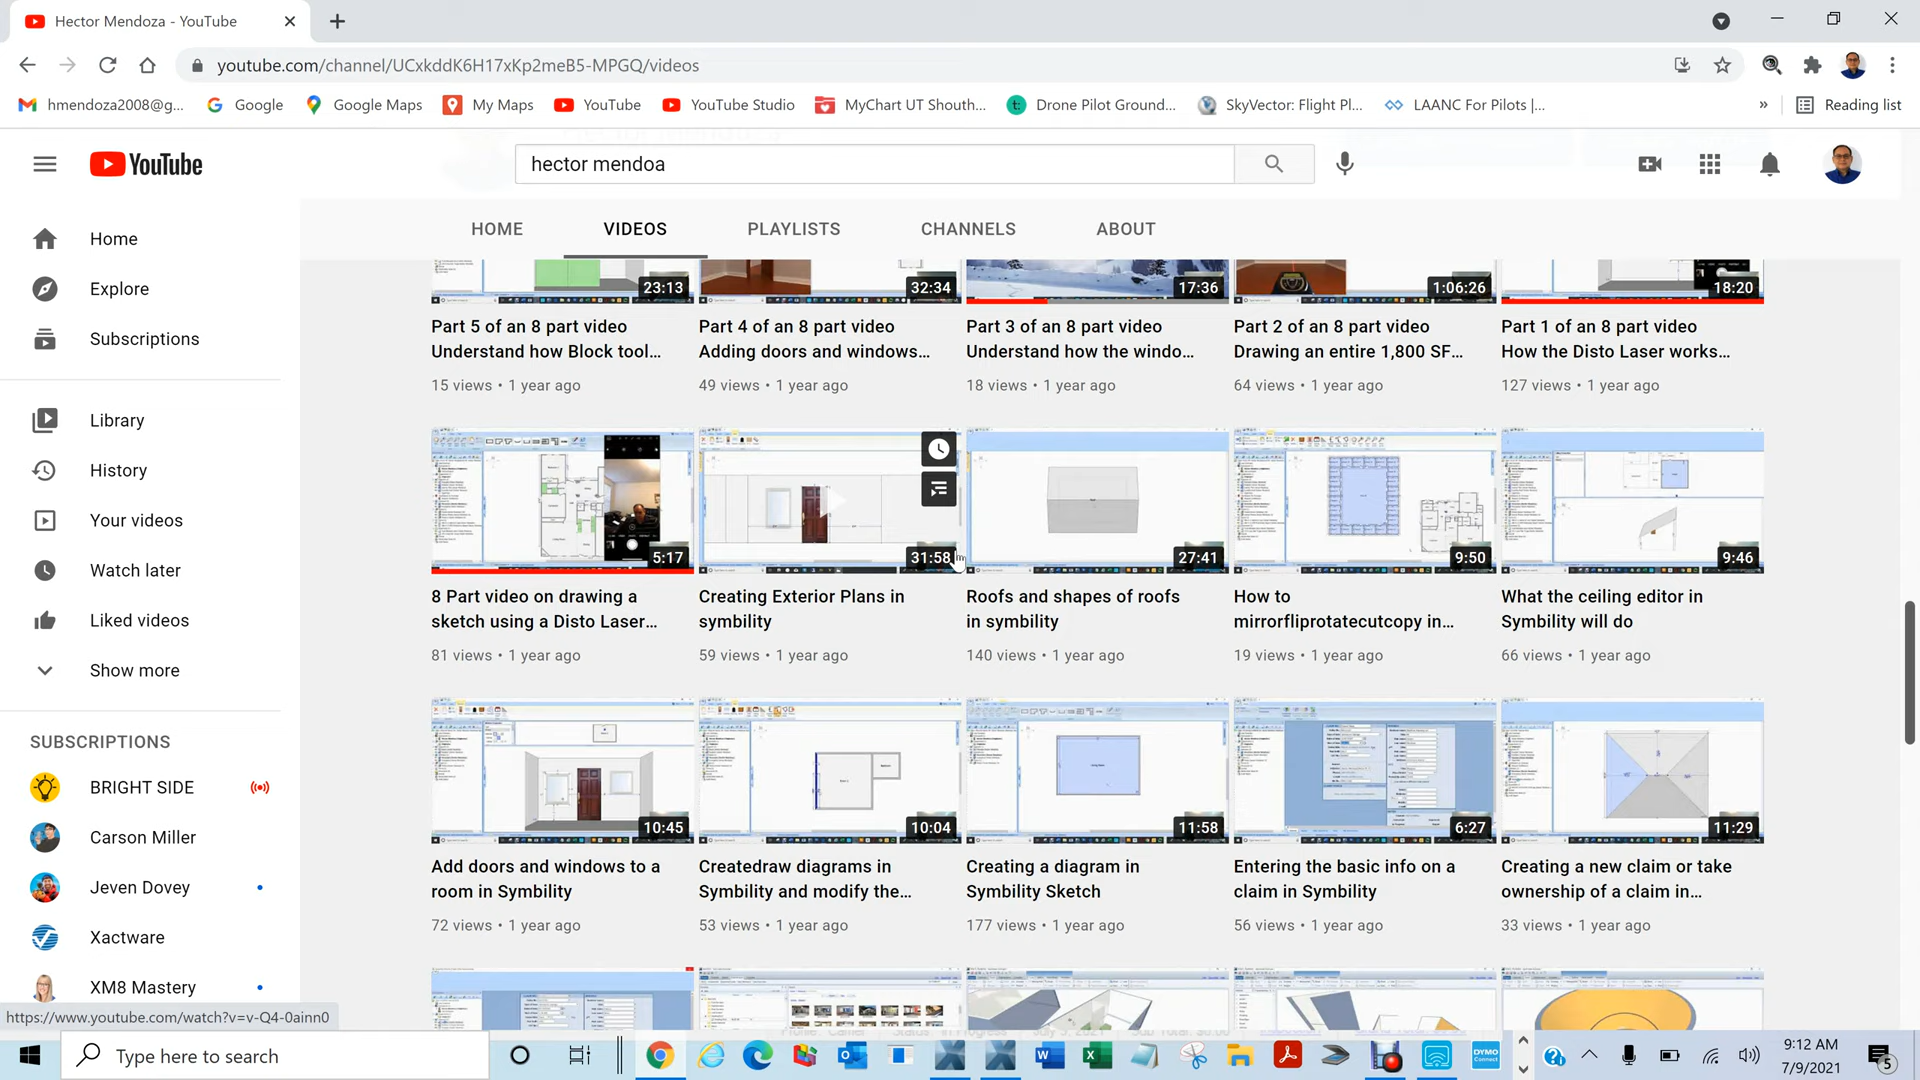 Hector Mendoza - YouTube
youtube.com/channel/UCxkddK6H17xKp2meB5-MPGQ/videos
hmendoza2008@g...
Google
Google Maps
My Maps
YouTube
YouTube Studio
MyChart UT Shouth...
Drone Pilot Ground...
SkyVector: Flight Pl...
LAANC For Pilots |...
»
Reading list
YouTube
hector mendoa
HOME
VIDEOS
PLAYLISTS
CHANNELS
ABOUT
Home
Explore
Subscriptions
Library
History
Your videos
Watch later
Liked videos
Show more
SUBSCRIPTIONS
BRIGHT SIDE
Carson Miller
Jeven Dovey
Xactware
XM8 Mastery
23:13
32:34
17:36
1:06:26
18:20
Part 5 of an 8 part video
Understand how Block tool...
15 views • 1 year ago
Part 4 of an 8 part video
Adding doors and windows...
49 views • 1 year ago
Part 3 of an 8 part video
Understand how the windo...
18 views • 1 year ago
Part 2 of an 8 part video
Drawing an entire 1,800 SF...
64 views • 1 year ago
Part 1 of an 8 part video
How the Disto Laser works...
127 views • 1 year ago
5:17
31:58
27:41
9:50
9:46
8 Part video on drawing a
sketch using a Disto Laser...
81 views • 1 year ago
Creating Exterior Plans in
symbility
59 views • 1 year ago
Roofs and shapes of roofs
in symbility
140 views • 1 year ago
How to
mirrorfliprotatecutcopy in...
19 views • 1 year ago
What the ceiling editor in
Symbility will do
66 views • 1 year ago
10:45
10:04
11:58
6:27
11:29
Add doors and windows to a
room in Symbility
72 views • 1 year ago
Createdraw diagrams in
Symbility and modify the...
53 views • 1 year ago
Creating a diagram in
Symbility Sketch
177 views • 1 year ago
Entering the basic info on a
claim in Symbility
56 views • 1 year ago
Creating a new claim or take
ownership of a claim in...
33 views • 1 year ago
https://www.youtube.com/watch?v=v-Q4-0ainn0
Type here to search
DYMO
Connect
9:12 AM
7/9/2021
5